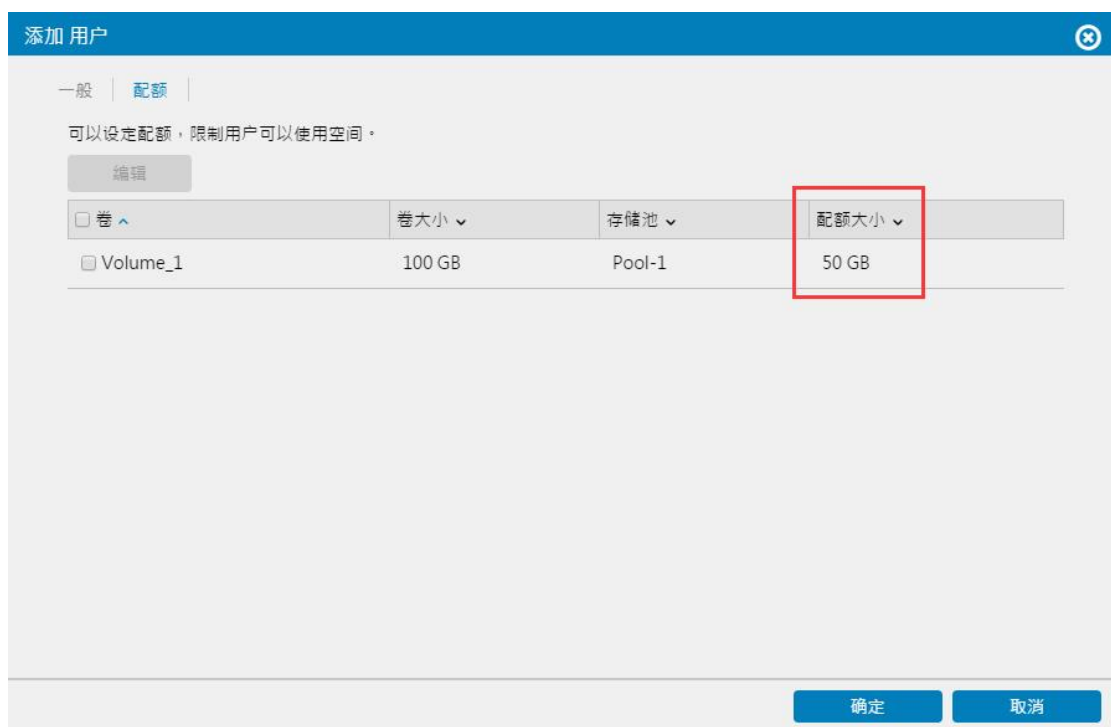 添加 用户
一般 配额
可以设定配额，限制用户可以使用空间。
编辑
卷 卷大小 存储池 配额大小
Volume_1 100 GB Pool-1 50 GB
确定 取消